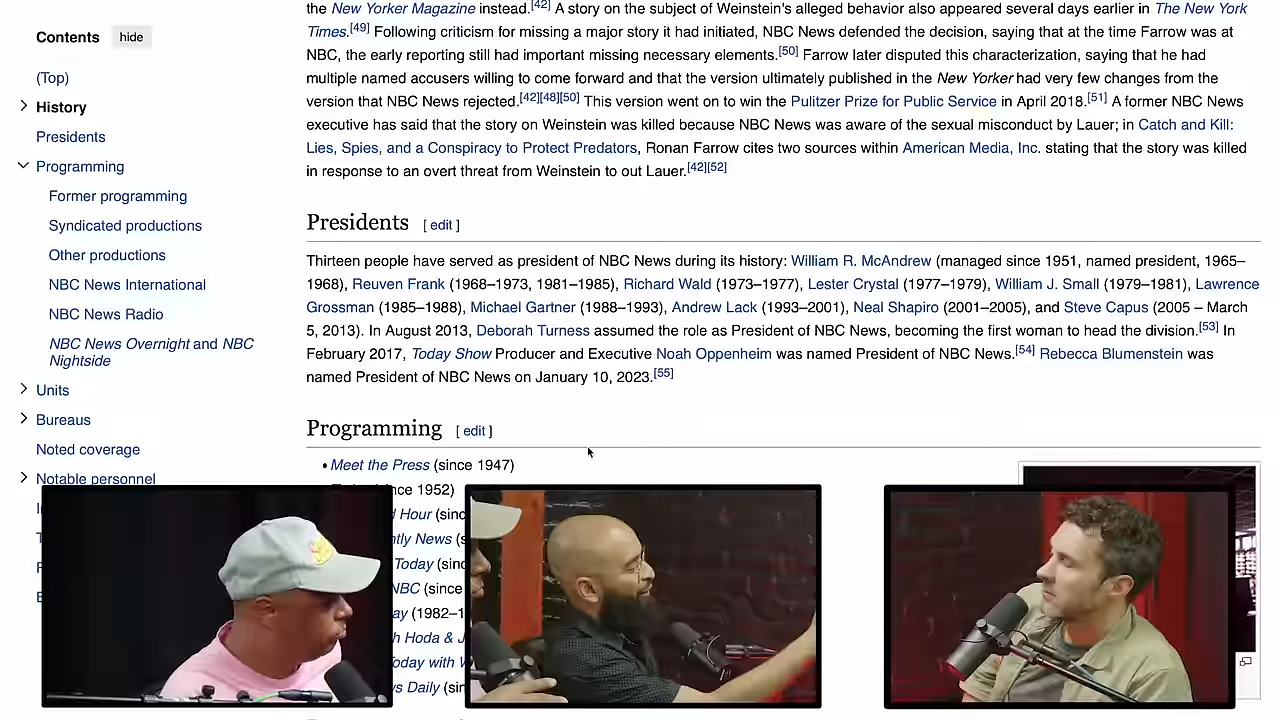 Contents hide
(Top)
History
Presidents
Programming
Former programming
Syndicated productions
Other productions
NBC News International
NBC News Radio
NBC News Overnight and NBC
Nightside
Units
Bureaus
Noted coverage
Notable personnel
the New Yorker Magazine instead.[42] A story on the subject of Weinstein's alleged behavior also appeared several days earlier in The New York
Times.[49] Following criticism for missing a major story it had initiated, NBC News defended the decision, saying that at the time Farrow was at
NBC, the early reporting still had important missing necessary elements.[50] Farrow later disputed this characterization, saying that he had
multiple named accusers willing to come forward and that the version ultimately published in the New Yorker had very few changes from the
version that NBC News rejected.[42][48][50] This version went on to win the Pulitzer Prize for Public Service in April 2018.[51] A former NBC News
executive has said that the story on Weinstein was killed because NBC News was aware of the sexual misconduct by Lauer; in Catch and Kill:
Lies, Spies, and a Conspiracy to Protect Predators, Ronan Farrow cites two sources within American Media, Inc. stating that the story was killed
in response to an overt threat from Weinstein to out Lauer.[42][52]
Presidents [ edit ]
Thirteen people have served as president of NBC News during its history: William R. McAndrew (managed since 1951, named president, 1965–
1968), Reuven Frank (1968–1973, 1981–1985), Richard Wald (1973–1977), Lester Crystal (1977–1979), William J. Small (1979–1981), Lawrence
Grossman (1985–1988), Michael Gartner (1988–1993), Andrew Lack (1993–2001), Neal Shapiro (2001–2005), and Steve Capus (2005 – March
5, 2013). In August 2013, Deborah Turness assumed the role as President of NBC News, becoming the first woman to head the division.[53] In
February 2017, Today Show Producer and Executive Noah Oppenheim was named President of NBC News.[54] Rebecca Blumenstein was
named President of NBC News on January 10, 2023.[55]
Programming [ edit ]
• Meet the Press (since 1947)
1952)
Hour
News
Today
NBC (since
(1982–1
Hoda & J
with
Daily